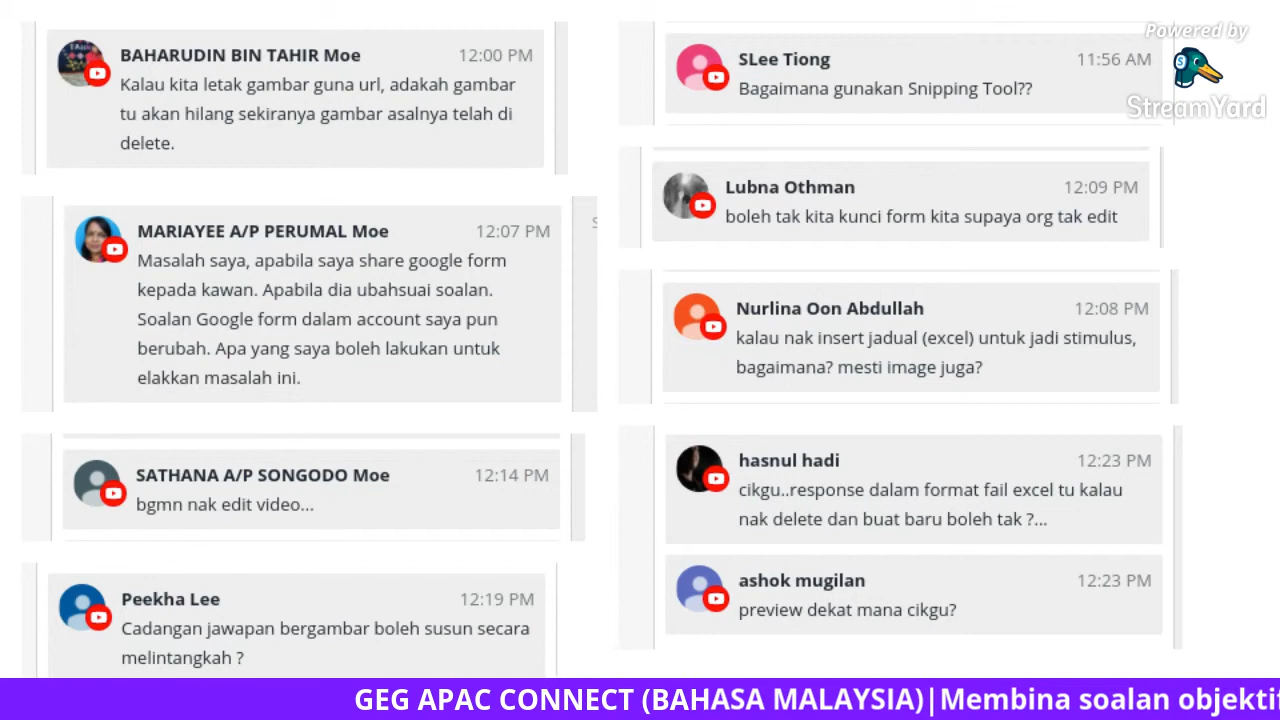 BAHARUDIN BIN TAHIR Moe 12:00 PM
Kalau kita letak gambar guna url, adakah gambar
tu akan hilang sekiranya gambar asalnya telah di
delete.
MARIAYEE A/P PERUMAL Moe 12:07 PM
Masalah saya, apabila saya share google form
kepada kawan. Apabila dia ubahsuai soalan.
Soalan Google form dalam account saya pun
berubah. Apa yang saya boleh lakukan untuk
elakkan masalah ini.
SATHANA A/P SONGODO Moe 12:14 PM
bgmn nak edit video...
Peekha Lee 12:19 PM
Cadangan jawapan bergambar boleh susun secara
melintangkah ?
Powered by
StreamYard
SLee Tiong 11:56 AM
Bagaimana gunakan Snipping Tool??
Lubna Othman 12:09 PM
boleh tak kita kunci form kita supaya org tak edit
Nurlina Oon Abdullah 12:08 PM
kalau nak insert jadual (excel) untuk jadi stimulus,
bagaimana? mesti image juga?
hasnul hadi 12:23 PM
cikgu..response dalam format fail excel tu kalau
nak delete dan buat baru boleh tak ?...
ashok mugilan 12:23 PM
preview dekat mana cikgu?
GEG APAC CONNECT (BAHASA MALAYSIA)|Membina soalan objekti